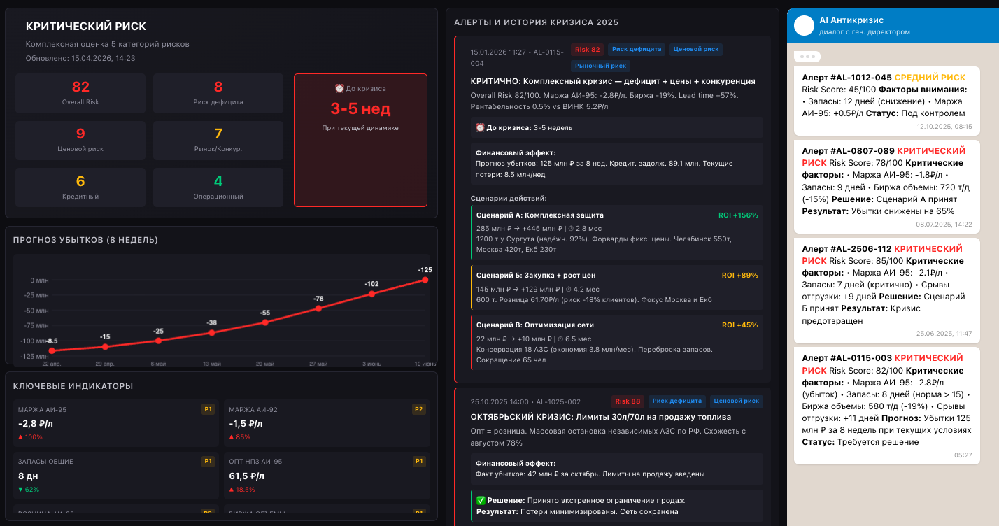 КРИТИЧЕСКИЙ РИСК
Комплексная оценка 5 категорий рисков
Обновлено: 15.04.2026, 14:23
82
Overall Risk
8
Риск дефицита
9
Ценовой риск
7
Рынок/Конкур.
6
Кредитный
4
Операционный
⏰ До кризиса
3-5 нед
При текущей динамике
ПРОГНОЗ УБЫТКОВ (8 НЕДЕЛЬ)
0 млн
-25 млн
-50 млн
-75 млн
-100 млн
-125 млн
-8.5
-15
-25
-38
-55
-78
-102
-125
22 апр.
29 апр.
6 май
13 май
20 май
27 май
3 июнь
10 июнь
КЛЮЧЕВЫЕ ИНДИКАТОРЫ
МАРЖА АИ-95 P1
-2,8 ₽/л
▲ 100%
МАРЖА АИ-92 P2
-1,5 ₽/л
▲ 85%
ЗАПАСЫ ОБЩИЕ P1
8 дн
▼ 62%
ОПТ НПЗ АИ-95 P1
61,5 ₽/л
▲ 18.5%
АЛЕРТЫ И ИСТОРИЯ КРИЗИСА 2025
15.01.2026 11:27 • AL-0115-
004
Risk 82 Риск дефицита Ценовой риск
Рыночный риск
КРИТИЧНО: Комплексный кризис — дефицит + цены + конкуренция
Overall Risk 82/100. Маржа АИ-95: -2.8₽/л. Биржа -19%. Lead time +57%.
Рентабельность 0.5% vs ВИНК 5.2₽/л
⏰ До кризиса: 3-5 недель
Финансовый эффект:
Прогноз убытков: 125 млн ₽ за 8 нед. Кредит. задолж. 89.1 млн. Текущие
потери: 8.5 млн/нед
Сценарии действий:
Сценарий А: Комплексная защита ROI +156%
285 млн ₽ → +445 млн ₽ | ⏱ 2.8 мес
1200 т у Сургута (надёжн. 92%). Форварды фикс. цены. Челябинск 550т,
Москва 420т, Екб 230т
Сценарий Б: Закупка + рост цен ROI +89%
145 млн ₽ → +129 млн ₽ | ⏱ 4.2 мес
600 т. Розница 61.70₽/л (риск -18% клиентов). Фокус Москва и Екб
Сценарий В: Оптимизация сети ROI +45%
22 млн ₽ → +10 млн ₽ | ⏱ 6.5 мес
Консервация 18 АЗС (экономия 3.8 млн/мес). Переброска запасов.
Сокращение 65 чел
25.10.2025 14:00 • AL-1025-002 Risk 88 Риск дефицита Ценовой риск
ОКТЯБРЬСКИЙ КРИЗИС: Лимиты 30л/70л на продажу топлива
Опт = розница. Массовая остановка независимых АЗС по РФ. Схожесть с
августом 78%
Финансовый эффект:
Факт убытков: 42 млн ₽ за октябрь. Лимиты на продажу введены
✅ Решение: Принято экстренное ограничение продаж
Результат: Потери минимизированы. Сеть сохранена
AI Антикризис
диалог с ген. директором
Алерт #AL-1012-045 СРЕДНИЙ РИСК
Risk Score: 45/100 Факторы внимания:
• Запасы: 12 дней (снижение) • Маржа
АИ-95: +0.5₽/л Статус: Под контролем
12.10.2025, 08:15
Алерт #AL-0807-089 КРИТИЧЕСКИЙ
РИСК Risk Score: 78/100 Критические
факторы: • Маржа АИ-95: -1.8₽/л •
Запасы: 9 дней • Биржа объемы: 720 т/д
(-15%) Решение: Сценарий А принят
Результат: Убытки снижены на 65%
08.07.2025, 14:22
Алерт #AL-2506-112 КРИТИЧЕСКИЙ
РИСК Risk Score: 85/100 Критические
факторы: • Маржа АИ-95: -2.1₽/л •
Запасы: 7 дней (критично) • Срывы
отгрузки: +9 дней Решение: Сценарий
Б принят Результат: Кризис
предотвращен
25.06.2025, 11:47
Алерт #AL-0115-003 КРИТИЧЕСКИЙ
РИСК Risk Score: 82/100 Критические
факторы: • Маржа АИ-95: -2.8₽/л
(убыток) • Запасы: 8 дней (норма > 15) •
Биржа объемы: 580 т/д (-19%) • Срывы
отгрузки: +11 дней Прогноз: Убытки 125
млн ₽ за 8 недель при текущих условиях
Статус: Требуется решение
05:27